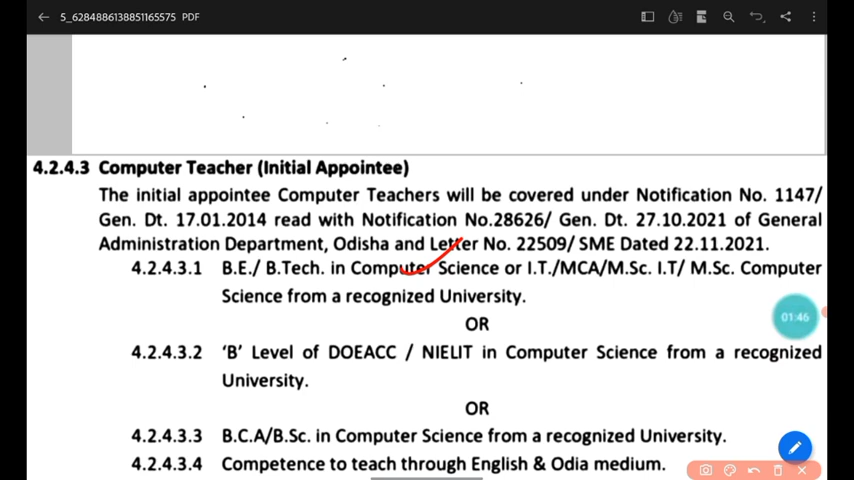 5_6284886138851165575 PDF
4.2.4.3 Computer Teacher (Initial Appointee)
The initial appointee Computer Teachers will be covered under Notification No. 1147/
Gen. Dt. 17.01.2014 read with Notification No.28626/ Gen. Dt. 27.10.2021 of General
Administration Department, Odisha and Letter No. 22509/ SME Dated 22.11.2021.
4.2.4.3.1 B.E./ B.Tech. in Computer Science or I.T./MCA/M.Sc. I.T/ M.Sc. Computer
Science from a recognized University.
OR
4.2.4.3.2 ‘B’ Level of DOEACC / NIELIT in Computer Science from a recognized
University.
OR
4.2.4.3.3 B.C.A/B.Sc. in Computer Science from a recognized University.
4.2.4.3.4 Competence to teach through English & Odia medium.
01:46